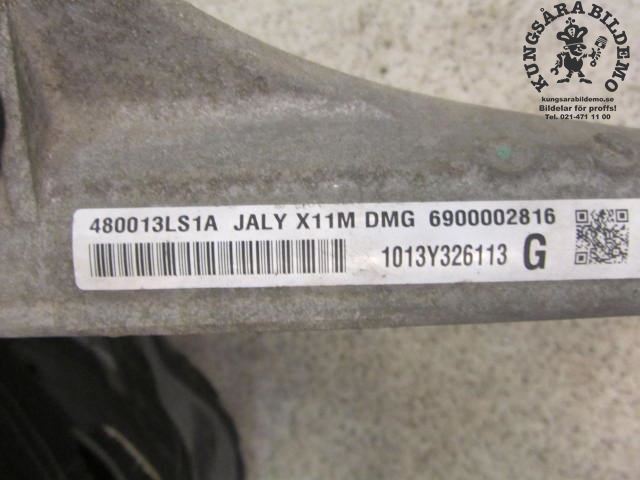 KUNGSÅRA BILDEMO
kungsarabildemo.se
Bildelar för proffs!
Tel. 021-471 11 00
480013LS1A JALY X11M DMG 6900002816
1013Y326113 G